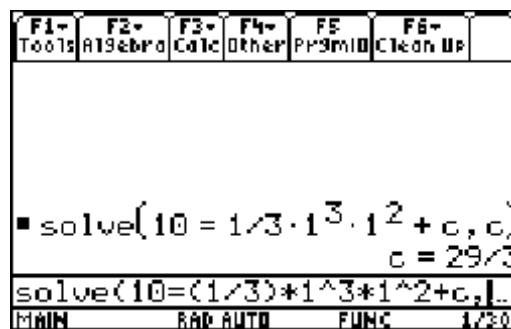 F1▾ F2▾ F3▾ F4▾ F5 F6▾
Tools Algebra Calc Other PrgmIO Clean Up
▪ solve(10 = 1/3·1^3·1^2 + c, c)
c = 29/3
solve(10=(1/3)*1^3*1^2+c,…
MAIN RAD AUTO FUNC 1/30